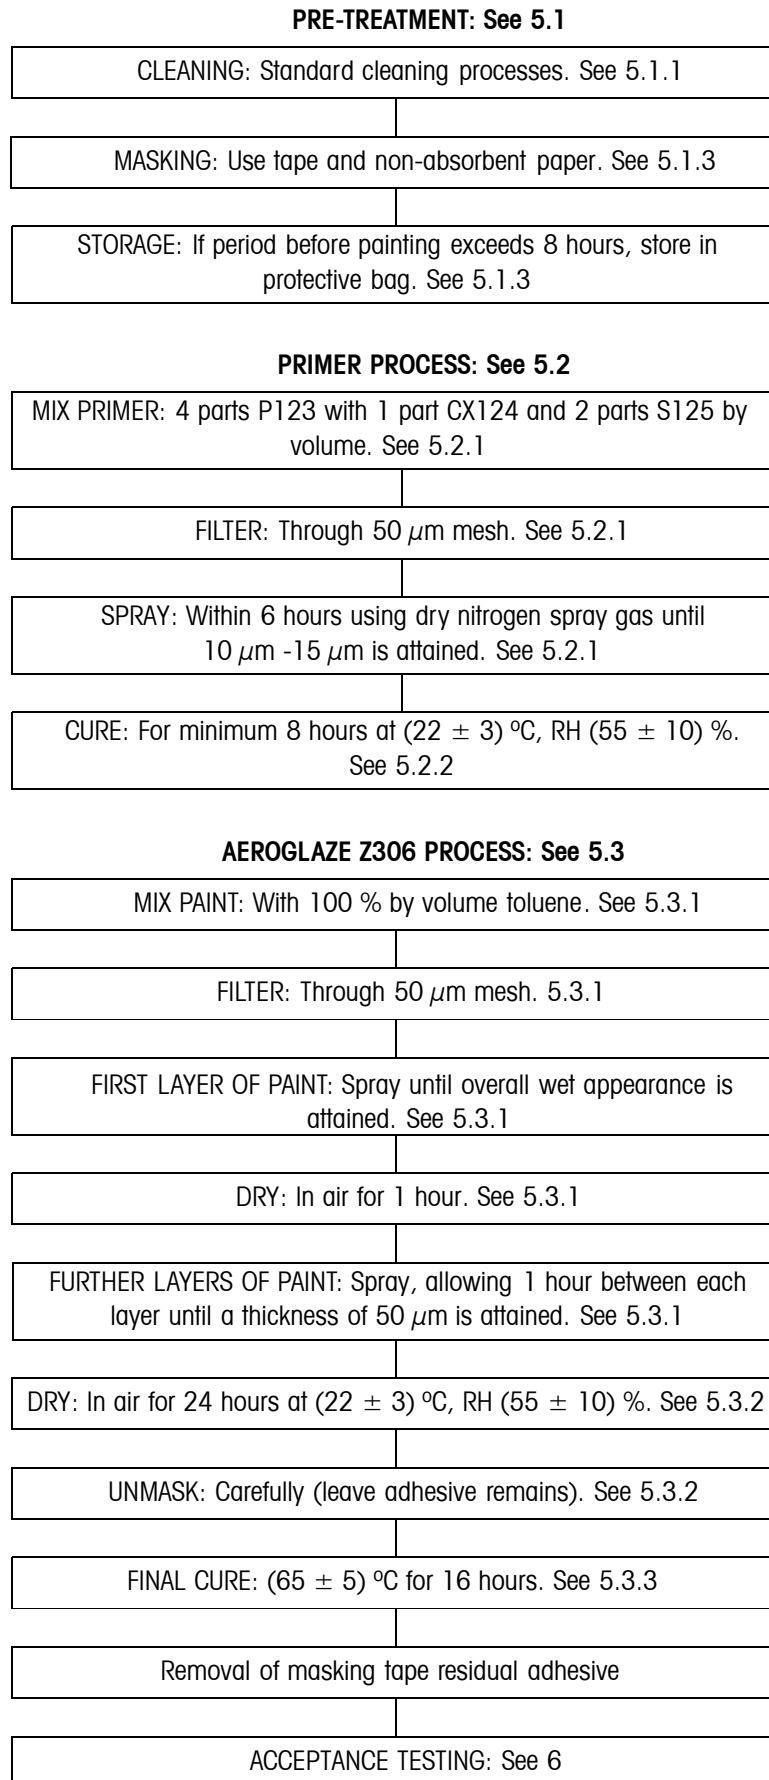 PRE-TREATMENT: See 5.1
CLEANING: Standard cleaning processes. See 5.1.1
MASKING: Use tape and non-absorbent paper. See 5.1.3
STORAGE: If period before painting exceeds 8 hours, store in
protective bag. See 5.1.3
PRIMER PROCESS: See 5.2
MIX PRIMER: 4 parts P123 with 1 part CX124 and 2 parts S125 by
volume. See 5.2.1
FILTER: Through 50 μm mesh. See 5.2.1
SPRAY: Within 6 hours using dry nitrogen spray gas until
10 μm -15 μm is attained. See 5.2.1
CURE: For minimum 8 hours at (22 ± 3) ºC, RH (55 ± 10) %.
See 5.2.2
AEROGLAZE Z306 PROCESS: See 5.3
MIX PAINT: With 100 % by volume toluene. See 5.3.1
FILTER: Through 50 μm mesh. 5.3.1
FIRST LAYER OF PAINT: Spray until overall wet appearance is
attained. See 5.3.1
DRY: In air for 1 hour. See 5.3.1
FURTHER LAYERS OF PAINT: Spray, allowing 1 hour between each
layer until a thickness of 50 μm is attained. See 5.3.1
DRY: In air for 24 hours at (22 ± 3) ºC, RH (55 ± 10) %. See 5.3.2
UNMASK: Carefully (leave adhesive remains). See 5.3.2
FINAL CURE: (65 ± 5) ºC for 16 hours. See 5.3.3
Removal of masking tape residual adhesive
ACCEPTANCE TESTING: See 6